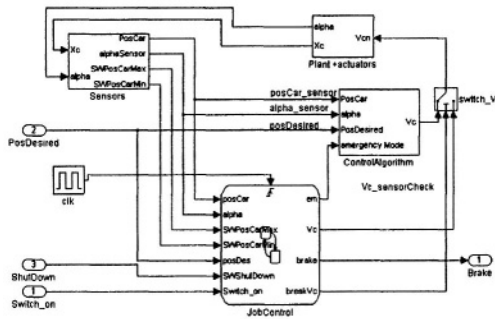 PosCar
alphaSensor
SWPosCarMax
SWPosCarMin
Xc
alpha
Sensors
alpha
Xc
Vcn
Plant +actuators
posCar_sensor
alpha_sensor
posDesired
PosCar
alpha
PosDesired
emergency Mode
Vc
ControlAlgorithm
switch_V
2
PosDesired
clk
Vc_sensorCheck
posCar
alpha
SWPosCarMax
SWPosCarMin
posDes
SWShutDown
Switch_on
em
Vc
brake
breakVc
JobControl
3
ShutDown
1
Switch_on
1
Brake